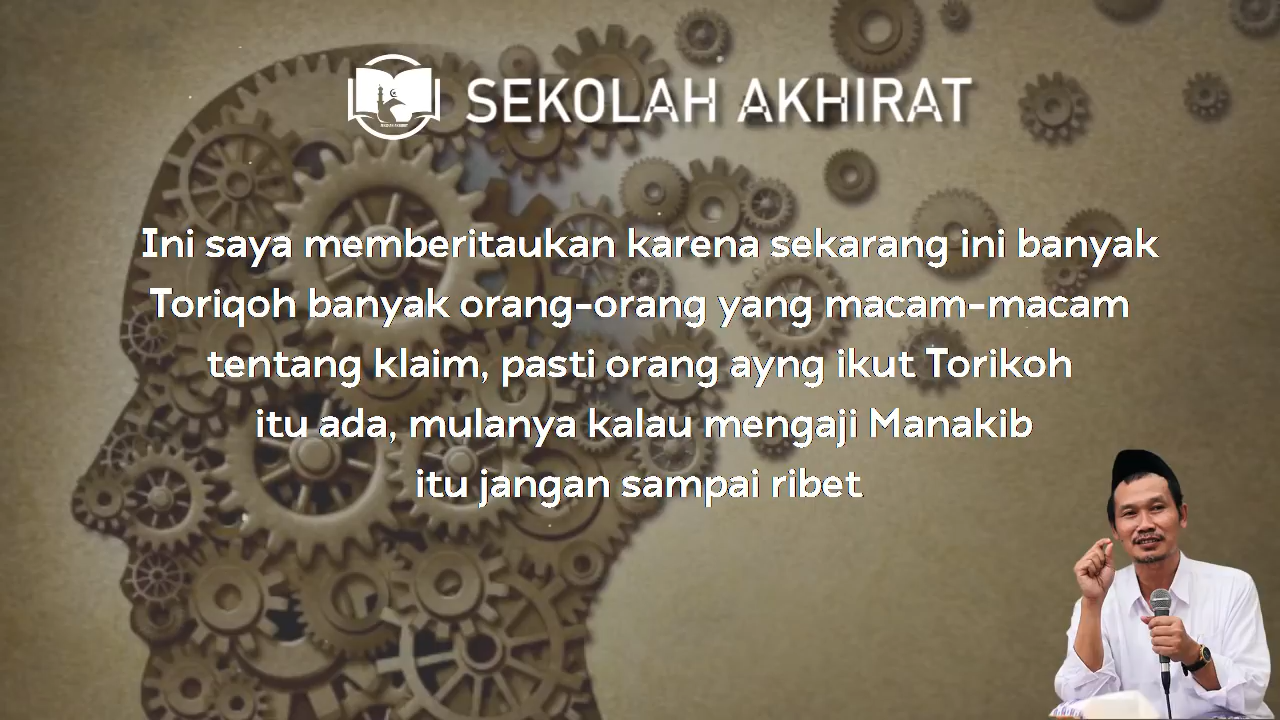 SEKOLAH AKHIRAT
Ini saya memberitaukan karena sekarang ini banyak
Toriqoh banyak orang-orang yang macam-macam
tentang klaim, pasti orang ayng ikut Torikoh
itu ada, mulanya kalau mengaji Manakib
itu jangan sampai ribet